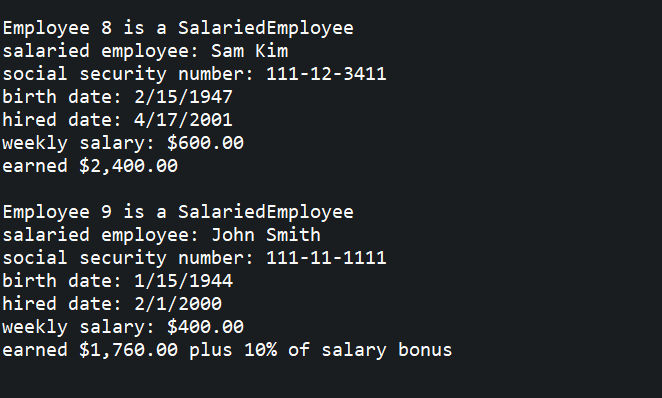 Employee 8 is a SalariedEmployee
salaried employee: Sam Kim
social security number: 111-12-3411
birth date: 2/15/1947
hired date: 4/17/2001
weekly salary: $600.00
earned $2,400.00
Employee 9 is a SalariedEmployee
salaried employee: John Smith
social security number: 111-11-1111
birth date: 1/15/1944
hired date: 2/1/2000
weekly salary: $400.00
earned $1,760.00 plus 10% of salary bonus